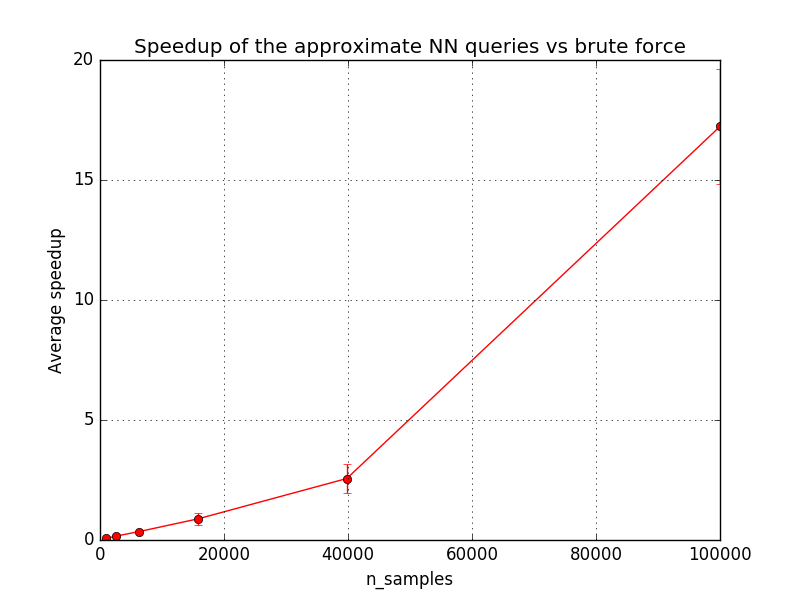 Speedup of the approximate NN queries vs brute force
20
15
10
5
0
Average speedup
0 20000 40000 60000 80000 100000
n_samples